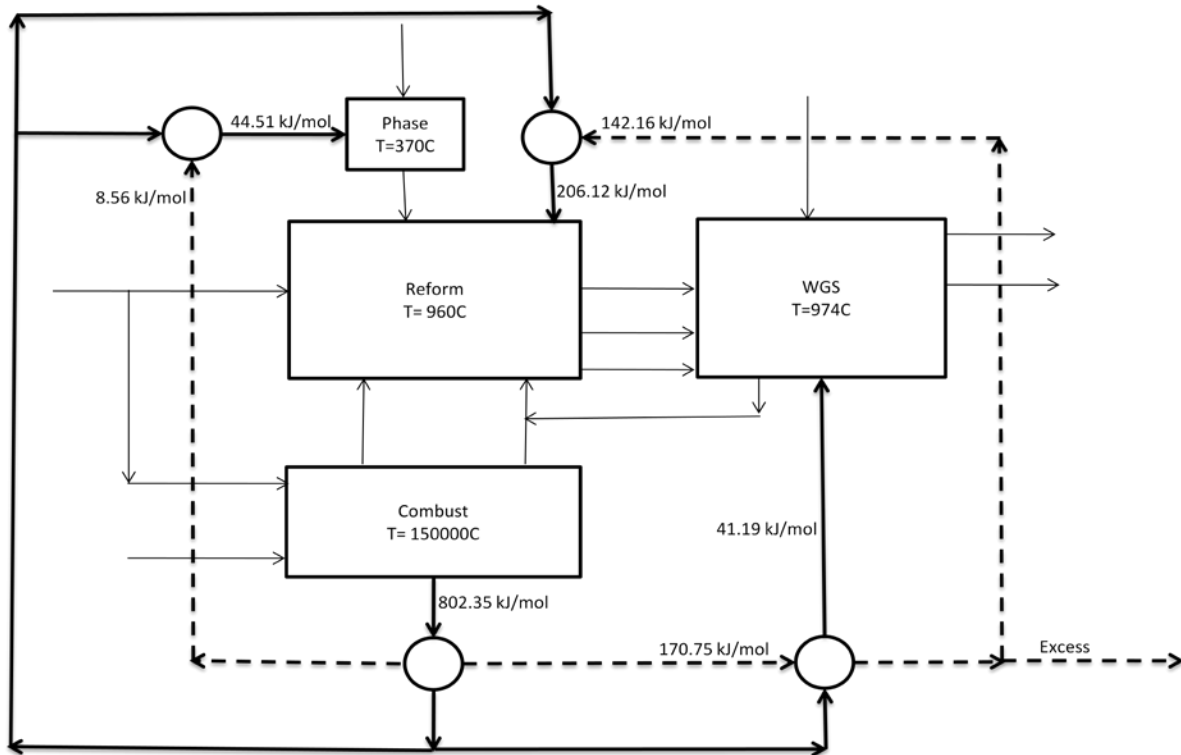 44.51 kJ/mol
Phase
T=370C
142.16 kJ/mol
8.56 kJ/mol
206.12 kJ/mol
Reform
T= 960C
WGS
T=974C
Combust
T= 150000C
41.19 kJ/mol
802.35 kJ/mol
170.75 kJ/mol
Excess